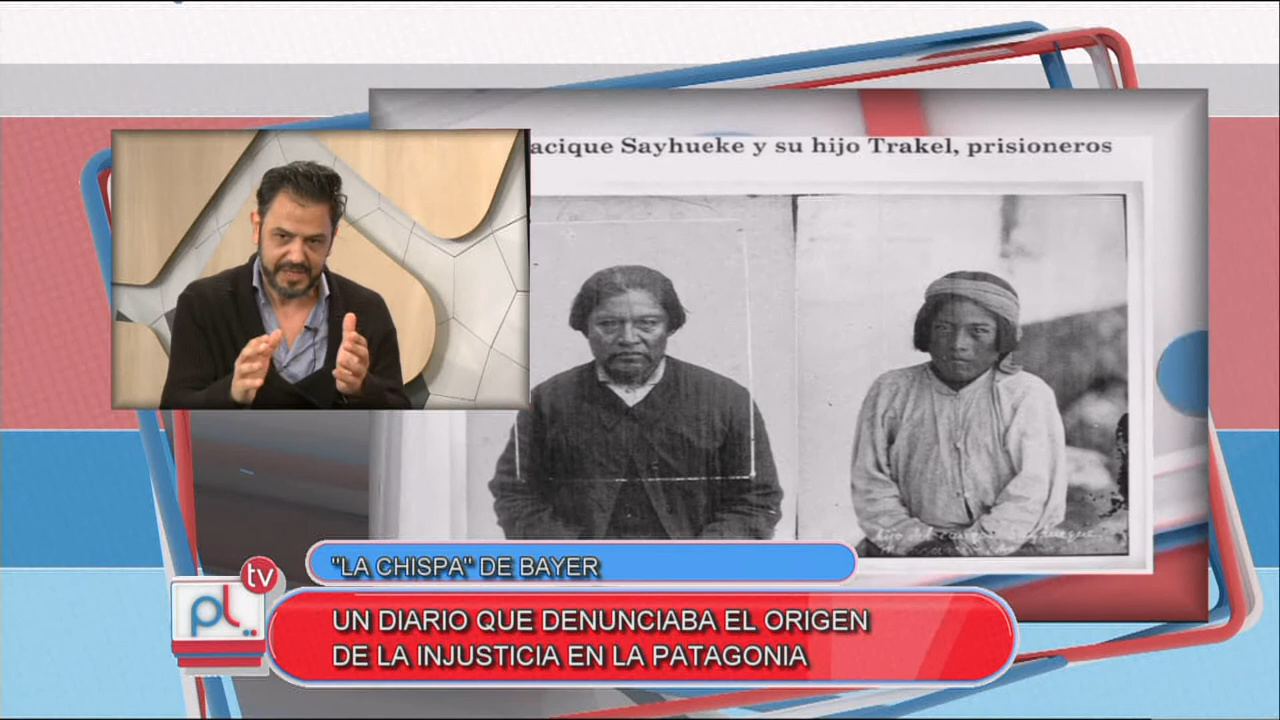 acique Sayhueke y su hijo Trakel, prisioneros
"LA CHISPA" DE BAYER
tv
pl..
UN DIARIO QUE DENUNCIABA EL ORIGEN
DE LA INJUSTICIA EN LA PATAGONIA